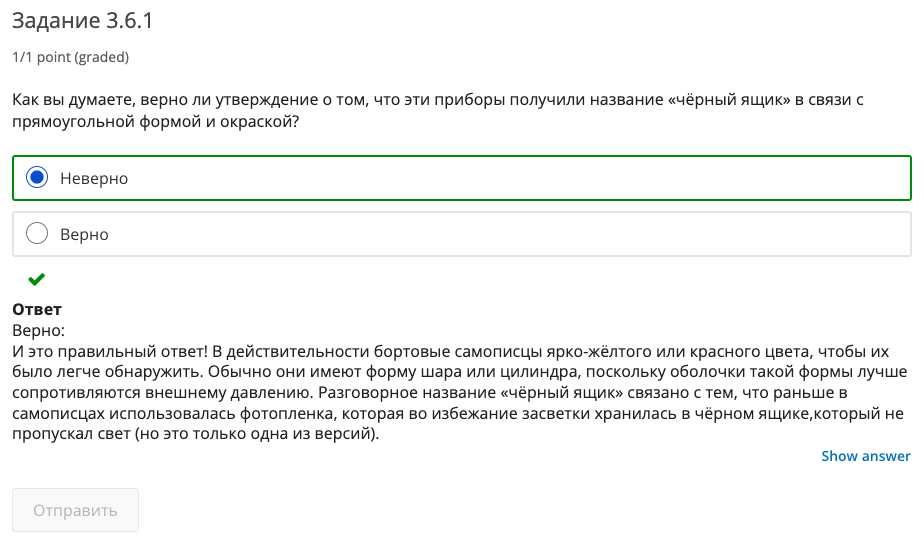 Задание 3.6.1
1/1 point (graded)
Как вы думаете, верно ли утверждение о том, что эти приборы получили название «чёрный ящик» в связи с
прямоугольной формой и окраской?
Неверно
Верно
Ответ
Верно:
И это правильный ответ! В действительности бортовые самописцы ярко-жёлтого или красного цвета, чтобы их
было легче обнаружить. Обычно они имеют форму шара или цилиндра, поскольку оболочки такой формы лучше
сопротивляются внешнему давлению. Разговорное название «чёрный ящик» связано с тем, что раньше в
самописцах использовалась фотопленка, которая во избежание засветки хранилась в чёрном ящике,который не
пропускал свет (но это только одна из версий).
Show answer
Отправить